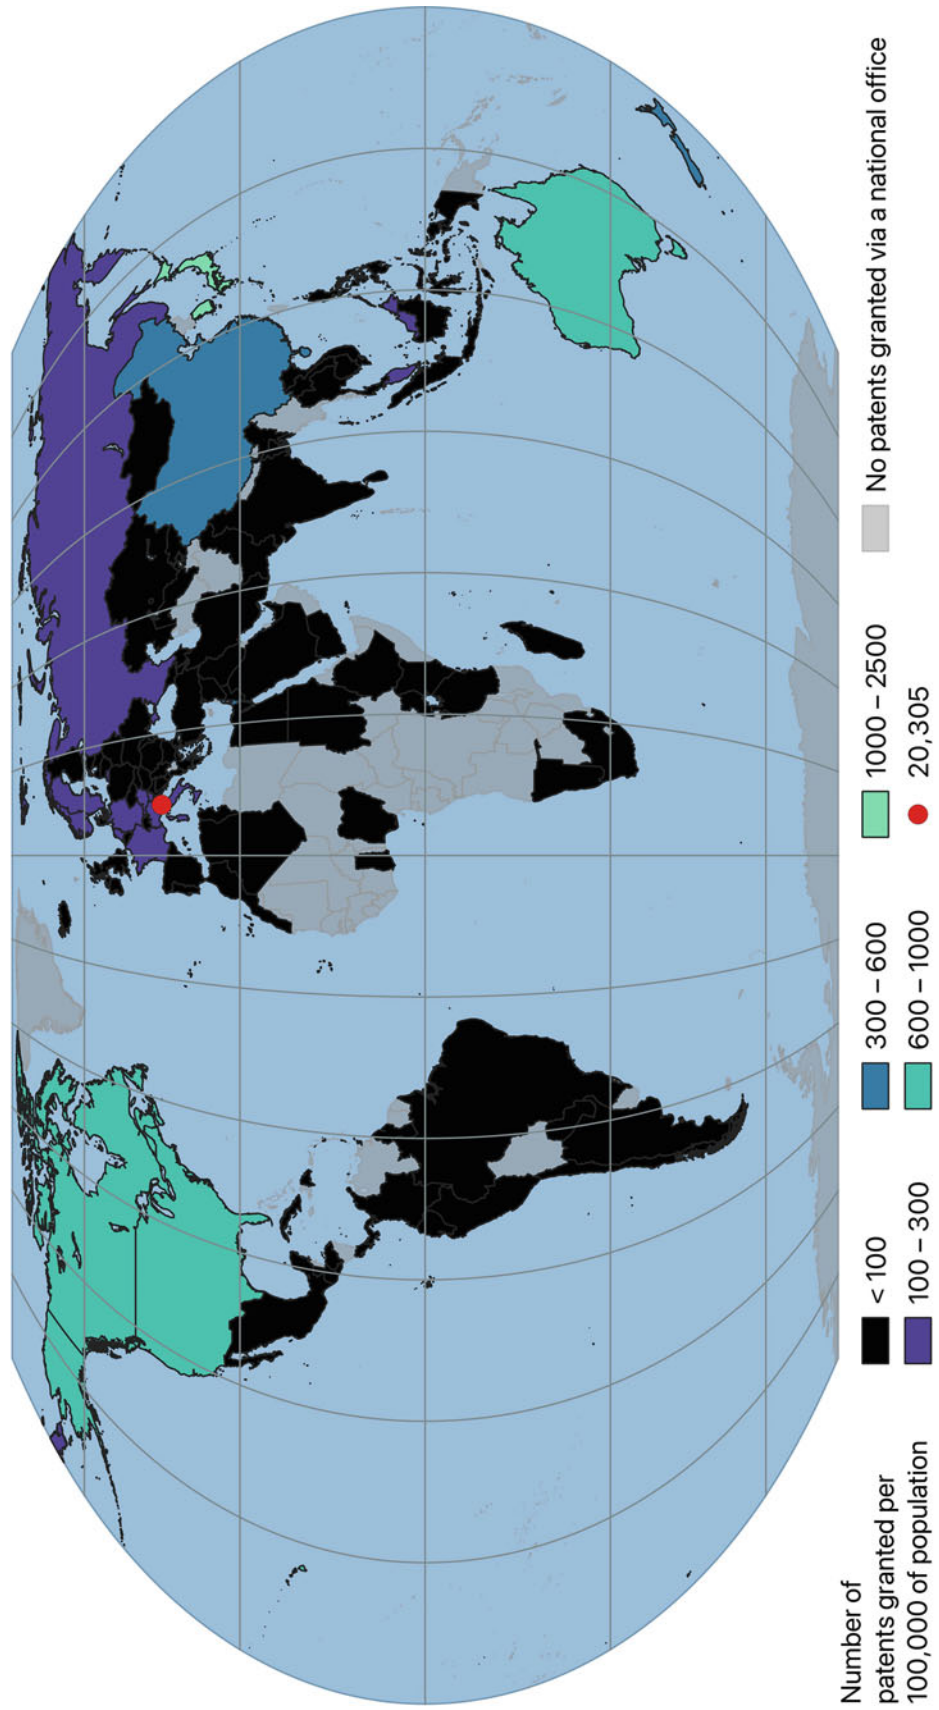 Number of
patents granted per
100,000 of population
< 100
100 – 300
300 – 600
600 – 1000
1000 – 2500
20,305
No patents granted via a national office